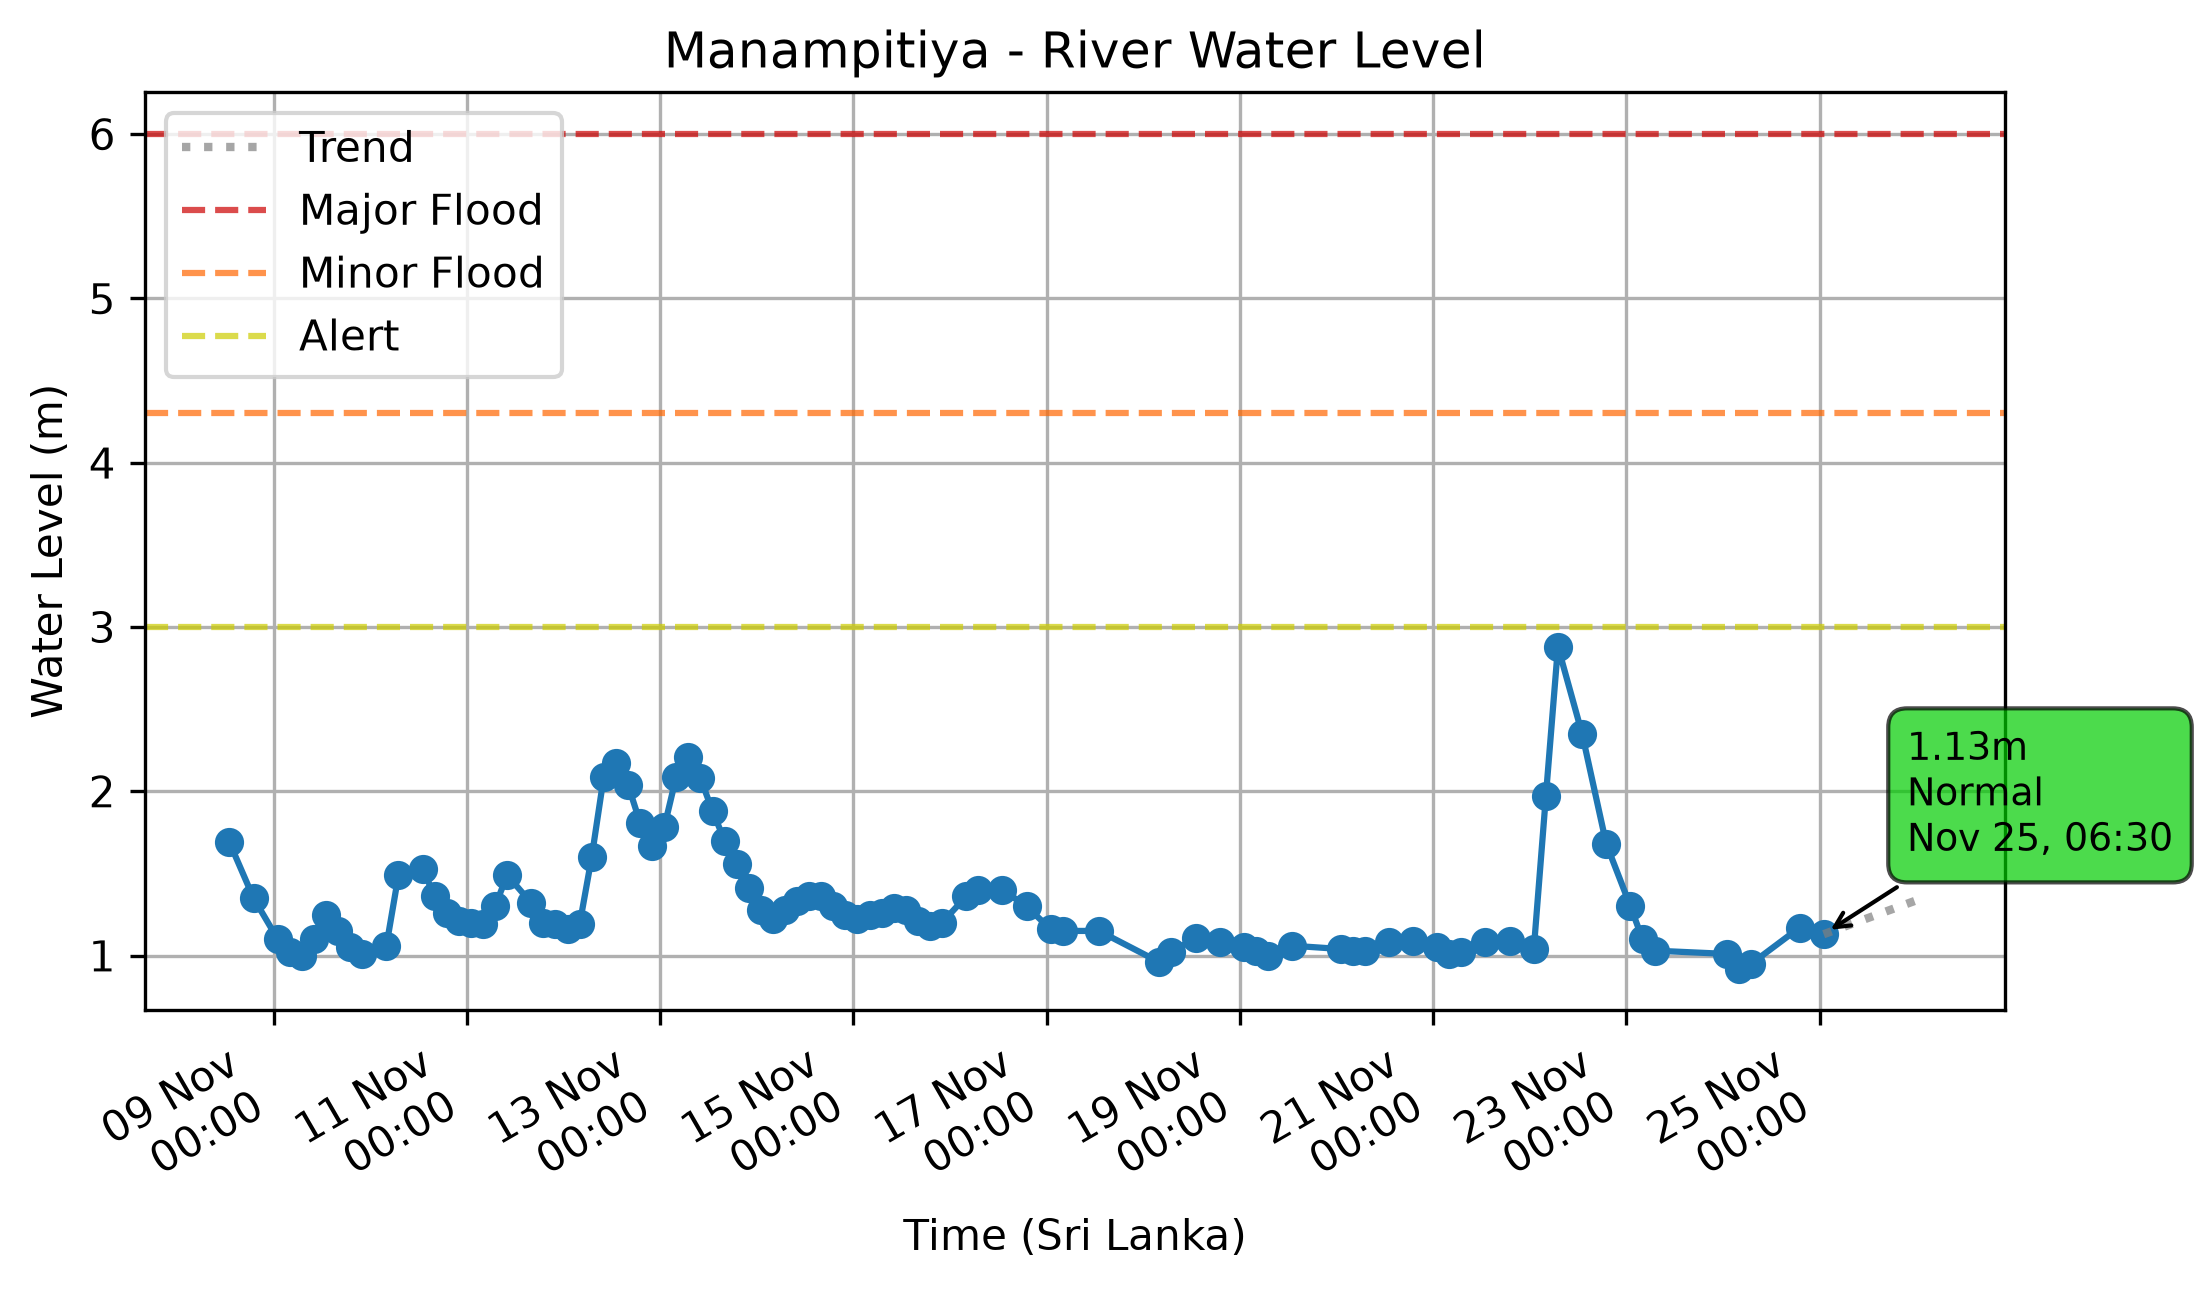 Manampitiya - River Water Level
Trend
Major Flood
Minor Flood
Alert
6
5
4
3
2
1
Water Level (m)
1.13m
Normal
Nov 25, 06:30
09 Nov
00:00
11 Nov
00:00
13 Nov
00:00
15 Nov
00:00
17 Nov
00:00
19 Nov
00:00
21 Nov
00:00
23 Nov
00:00
25 Nov
00:00
Time (Sri Lanka)